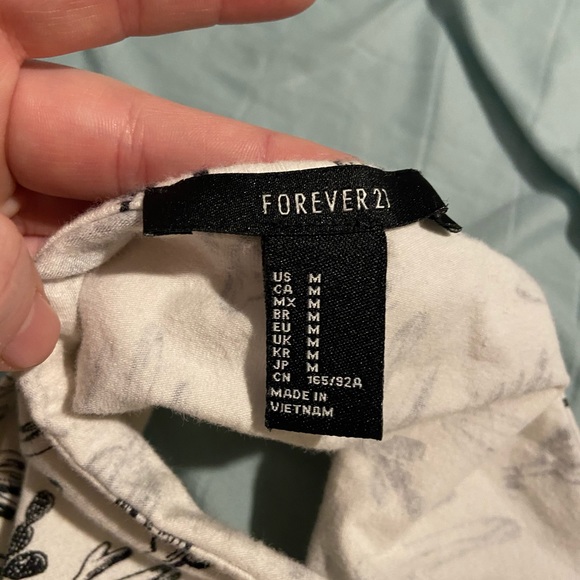 FOREVER 21
US M
CA M
MX M
BR M
EU M
UK M
KR M
JP M
CN 165/92A
MADE IN
VIETNAM